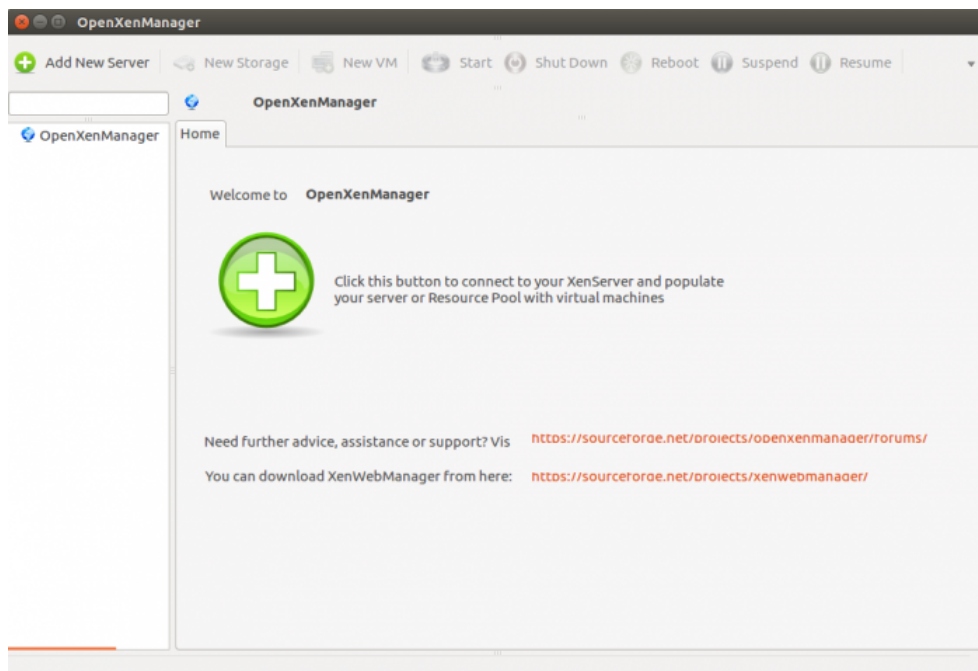 OpenXenManager
Add New Server New Storage New VM Start Shut Down Reboot Suspend Resume
OpenXenManager
OpenXenManager Home
Welcome to OpenXenManager
Click this button to connect to your XenServer and populate
your server or Resource Pool with virtual machines
Need further advice, assistance or support? Vis https://sourceforge.net/projects/openxenmanager/forums/
You can download XenWebManager from here: https://sourceforge.net/projects/xenwebmanager/